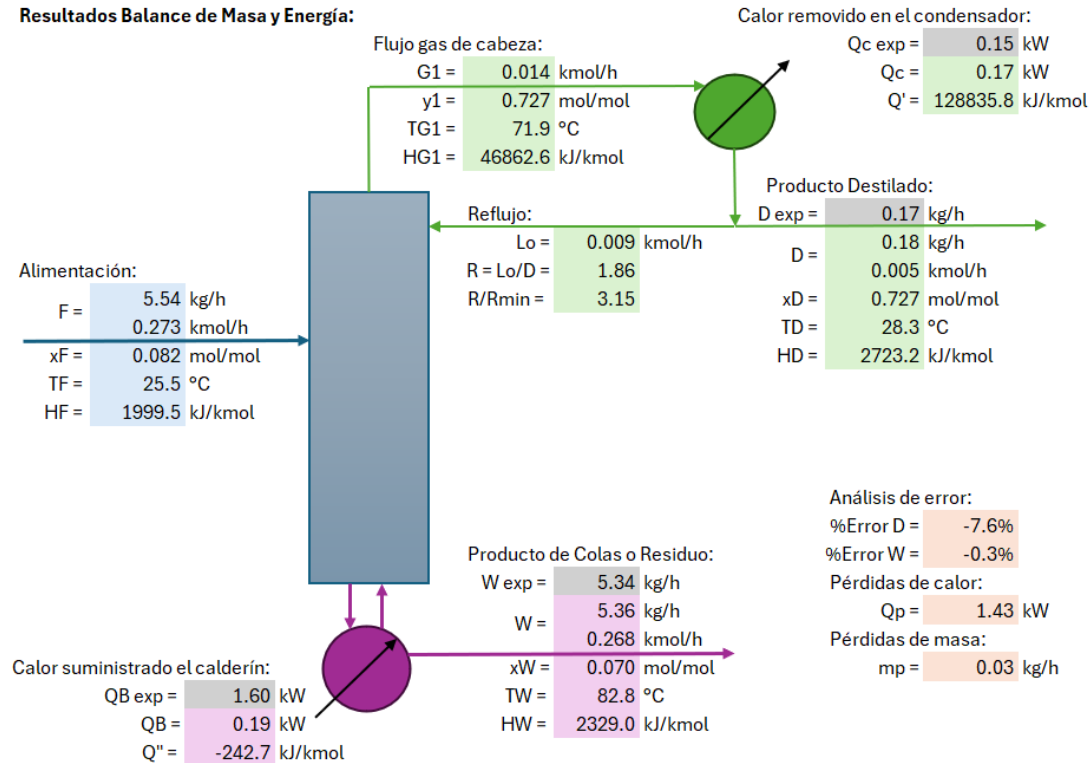 Resultados Balance de Masa y Energía:
Calor removido en el condensador:
Qc exp = 0.15 kW
Qc = 0.17 kW
Q' = 128835.8 kJ/kmol
Flujo gas de cabeza:
G1 = 0.014 kmol/h
y1 = 0.727 mol/mol
TG1 = 71.9 °C
HG1 = 46862.6 kJ/kmol
Producto Destilado:
D exp = 0.17 kg/h
D = 0.18 kg/h
0.005 kmol/h
xD = 0.727 mol/mol
TD = 28.3 °C
HD = 2723.2 kJ/kmol
Reflujo:
Lo = 0.009 kmol/h
R = Lo/D = 1.86
R/Rmin = 3.15
Alimentación:
F = 5.54 kg/h
0.273 kmol/h
xF = 0.082 mol/mol
TF = 25.5 °C
HF = 1999.5 kJ/kmol
Análisis de error:
%Error D = -7.6%
%Error W = -0.3%
Pérdidas de calor:
Qp = 1.43 kW
Pérdidas de masa:
mp = 0.03 kg/h
Producto de Colas o Residuo:
W exp = 5.34 kg/h
W = 5.36 kg/h
0.268 kmol/h
xW = 0.070 mol/mol
TW = 82.8 °C
HW = 2329.0 kJ/kmol
Calor suministrado el calderín:
QB exp = 1.60 kW
QB = 0.19 kW
Q" = -242.7 kJ/kmol